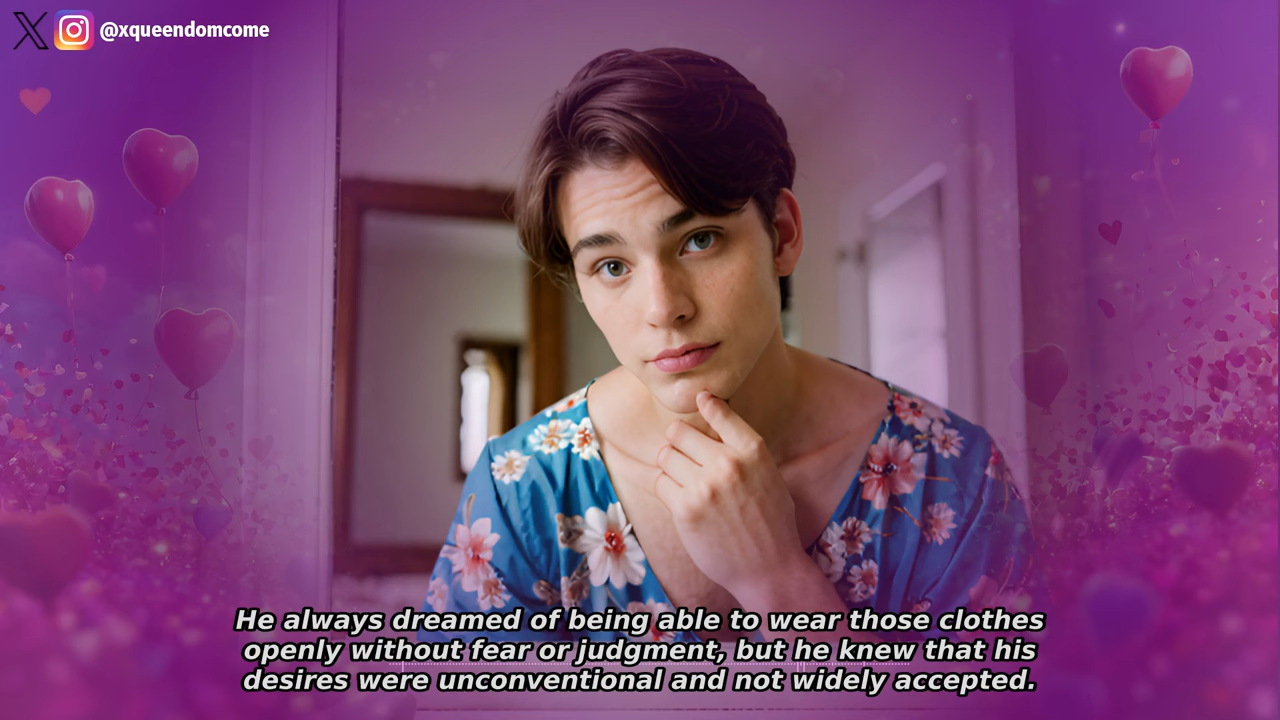 @xqueendomcome
He always dreamed of being able to wear those clothes
openly without fear or judgment, but he knew that his
desires were unconventional and not widely accepted.